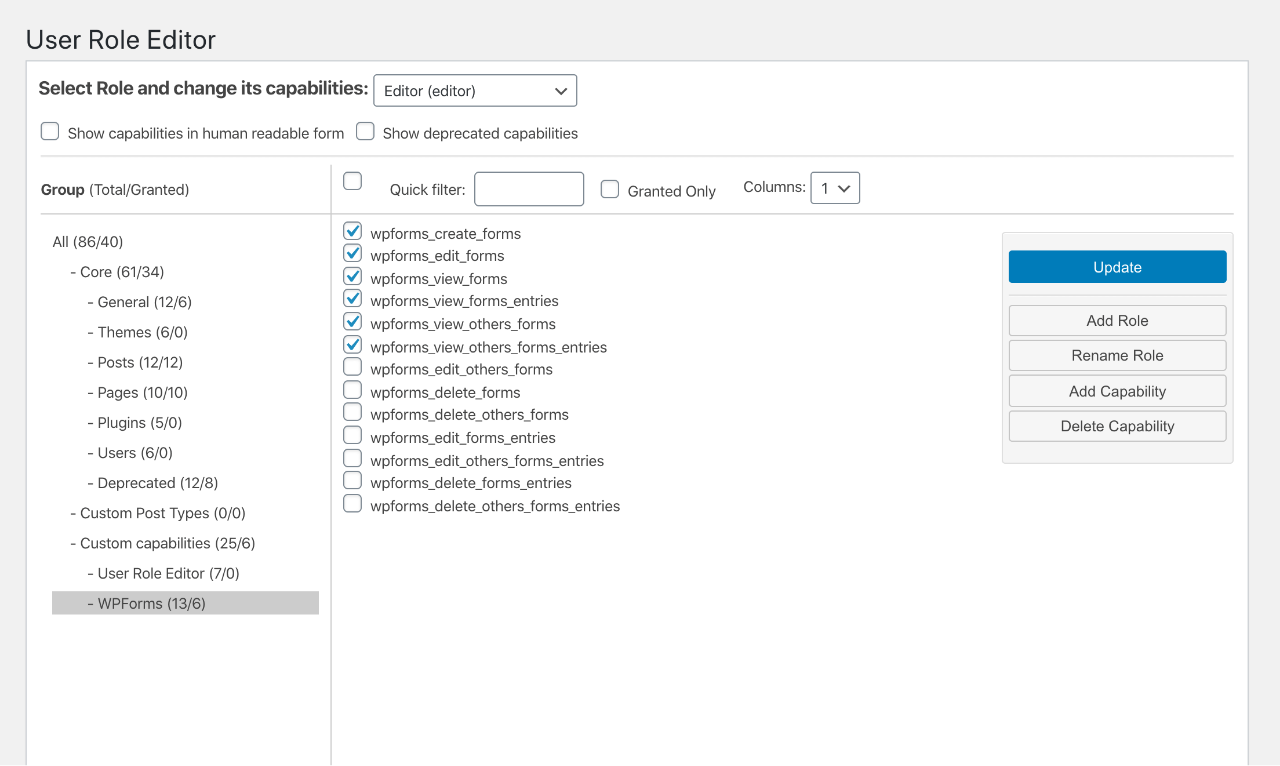 User Role Editor
Select Role and change its capabilities: Editor (editor)
Show capabilities in human readable form Show deprecated capabilities
Group (Total/Granted)
Quick filter: Granted Only Columns: 1
All (86/40)
- Core (61/34)
- General (12/6)
- Themes (6/0)
- Posts (12/12)
- Pages (10/10)
- Plugins (5/0)
- Users (6/0)
- Deprecated (12/8)
- Custom Post Types (0/0)
- Custom capabilities (25/6)
- User Role Editor (7/0)
- WPForms (13/6)
wpforms_create_forms
wpforms_edit_forms
wpforms_view_forms
wpforms_view_forms_entries
wpforms_view_others_forms
wpforms_view_others_forms_entries
wpforms_edit_others_forms
wpforms_delete_forms
wpforms_delete_others_forms
wpforms_edit_forms_entries
wpforms_edit_others_forms_entries
wpforms_delete_forms_entries
wpforms_delete_others_forms_entries
Update
Add Role
Rename Role
Add Capability
Delete Capability